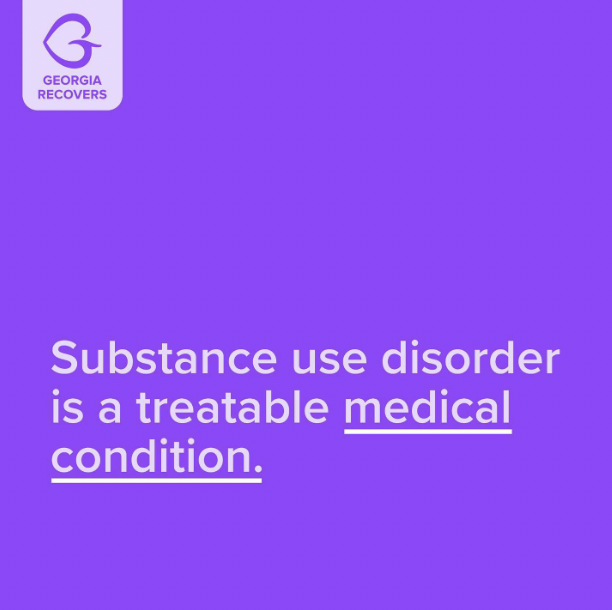 GEORGIA
RECOVERS
Substance use disorder
is a treatable medical
condition.